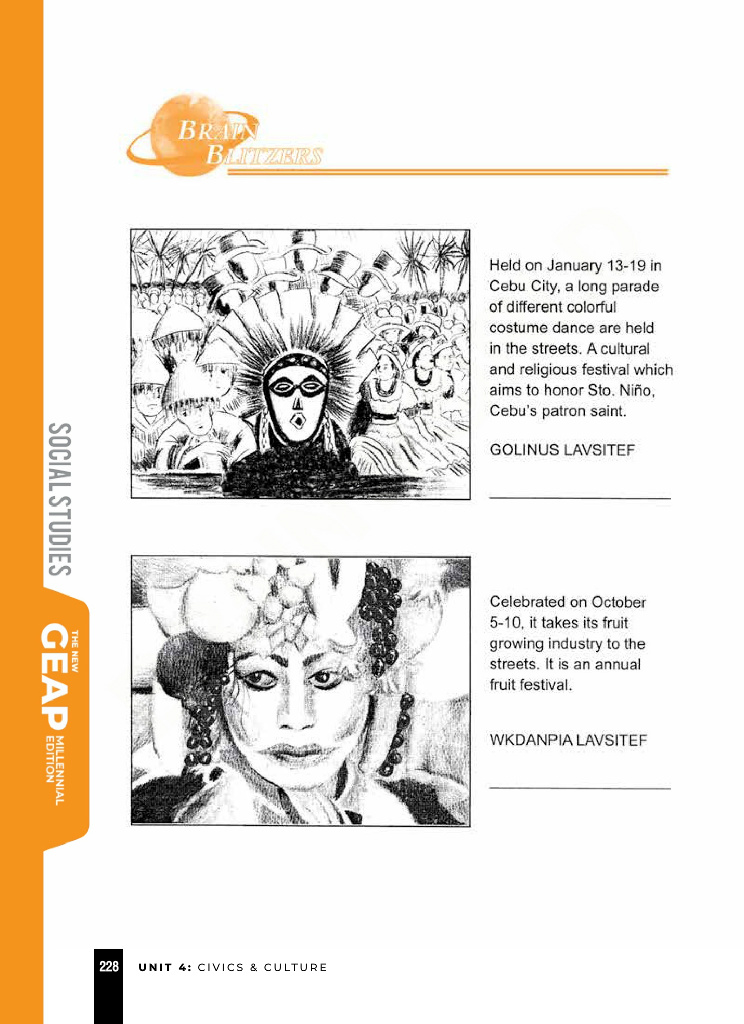 BRAIN
BLITZERS
Held on January 13-19 in
Cebu City, a long parade
of different colorful
costume dance are held
in the streets. A cultural
and religious festival which
aims to honor Sto. Niño,
Cebu's patron saint.
GOLINUS LAVSITEF
Celebrated on October
5-10, it takes its fruit
growing industry to the
streets. It is an annual
fruit festival.
WKDANPIA LAVSITEF
SOCIAL STUDIES
THE NEW
GEAP
MILLENNIAL
EDITION
228
UNIT 4: CIVICS & CULTURE